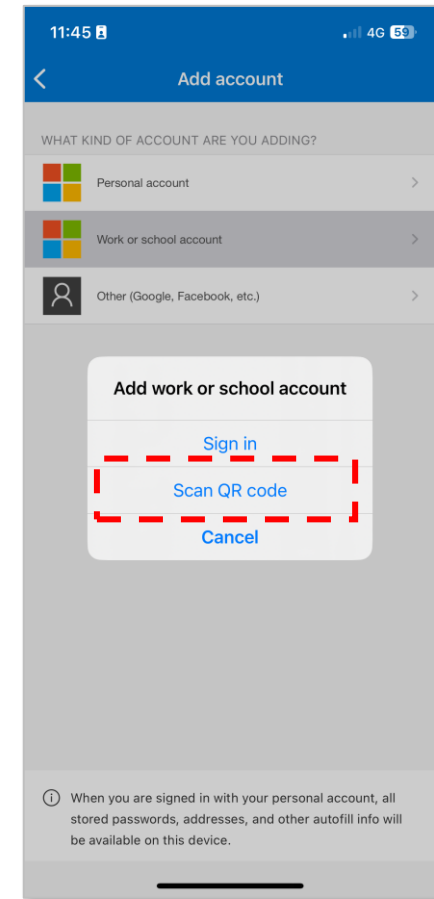 11:45 4G 59
Add account
WHAT KIND OF ACCOUNT ARE YOU ADDING?
Personal account
Work or school account
Other (Google, Facebook, etc.)
Add work or school account
Sign in
Scan QR code
Cancel
When you are signed in with your personal account, all
stored passwords, addresses, and other autofill info will
be available on this device.